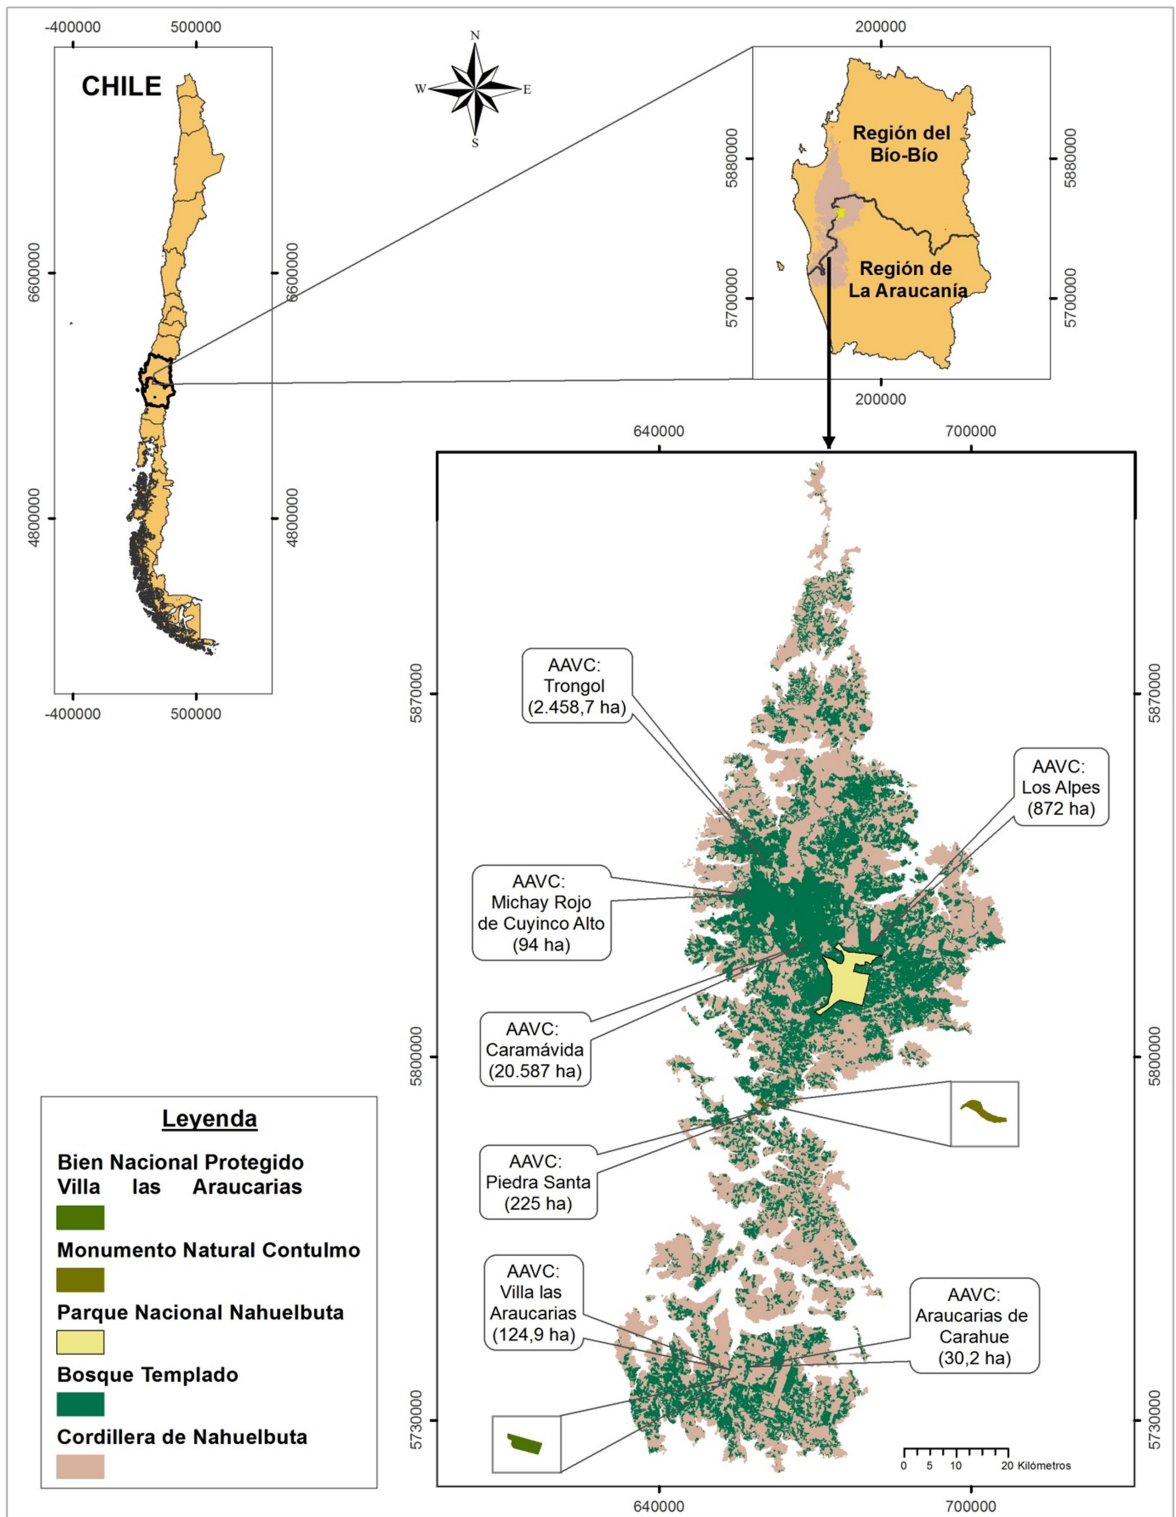 -400000
500000
CHILE
6600000
6600000
4800000
4800000
-400000
500000
N
W
E
S
200000
Región del
Bío-Bío
5880000
5880000
Región de
La Araucanía
5700000
5700000
200000
640000
700000
AAVC:
Trongol
(2.458,7 ha)
5870000
5870000
AAVC:
Los Alpes
(872 ha)
AAVC:
Michay Rojo
de Cuyinco Alto
(94 ha)
AAVC:
Caramávida
(20.587 ha)
5800000
5800000
AAVC:
Piedra Santa
(225 ha)
AAVC:
Villa las
Araucarias
(124,9 ha)
AAVC:
Araucarias de
Carahue
(30,2 ha)
5730000
5730000
0 5 10 20 Kilómetros
640000
700000
Leyenda
Bien Nacional Protegido
Villa las Araucarias
Monumento Natural Contulmo
Parque Nacional Nahuelbuta
Bosque Templado
Cordillera de Nahuelbuta